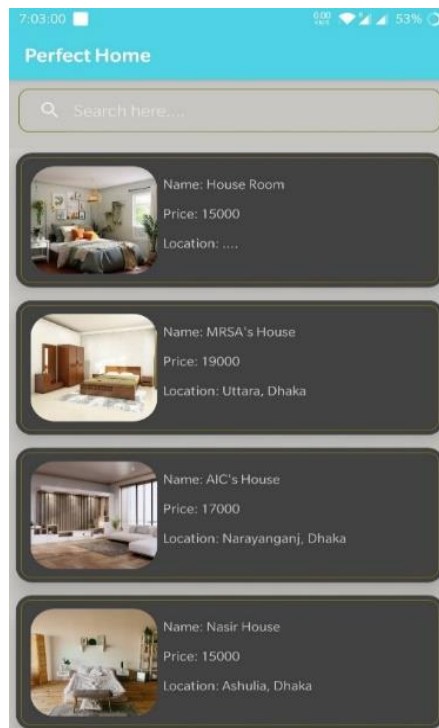 7:03:00
53%
Perfect Home
Search here....
Name: House Room
Price: 15000
Location: ....
Name: MRSA's House
Price: 19000
Location: Uttara, Dhaka
Name: AIC's House
Price: 17000
Location: Narayanganj, Dhaka
Name: Nasir House
Price: 15000
Location: Ashulia, Dhaka